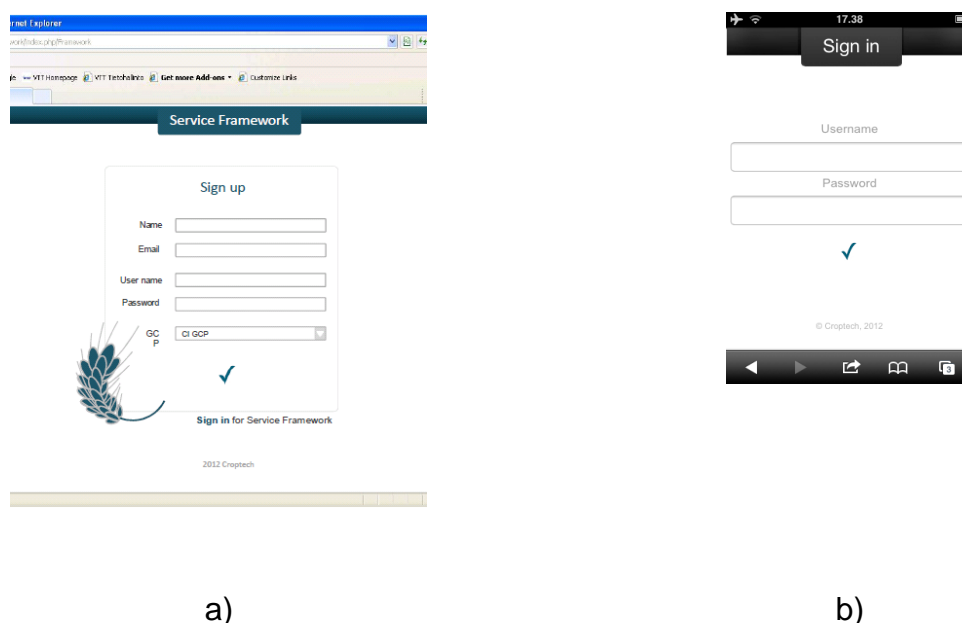 rnet Explorer
work/index.php/Framework
le VTT Homepage VTT Tietohallinto Get more Add-ons Customize Links
Service Framework
Sign up
Name
Email
User name
Password
GC
P
CI GCP
Sign in for Service Framework
2012 Croptech
a)
17.38
Sign in
Username
Password
© Croptech, 2012
3
b)